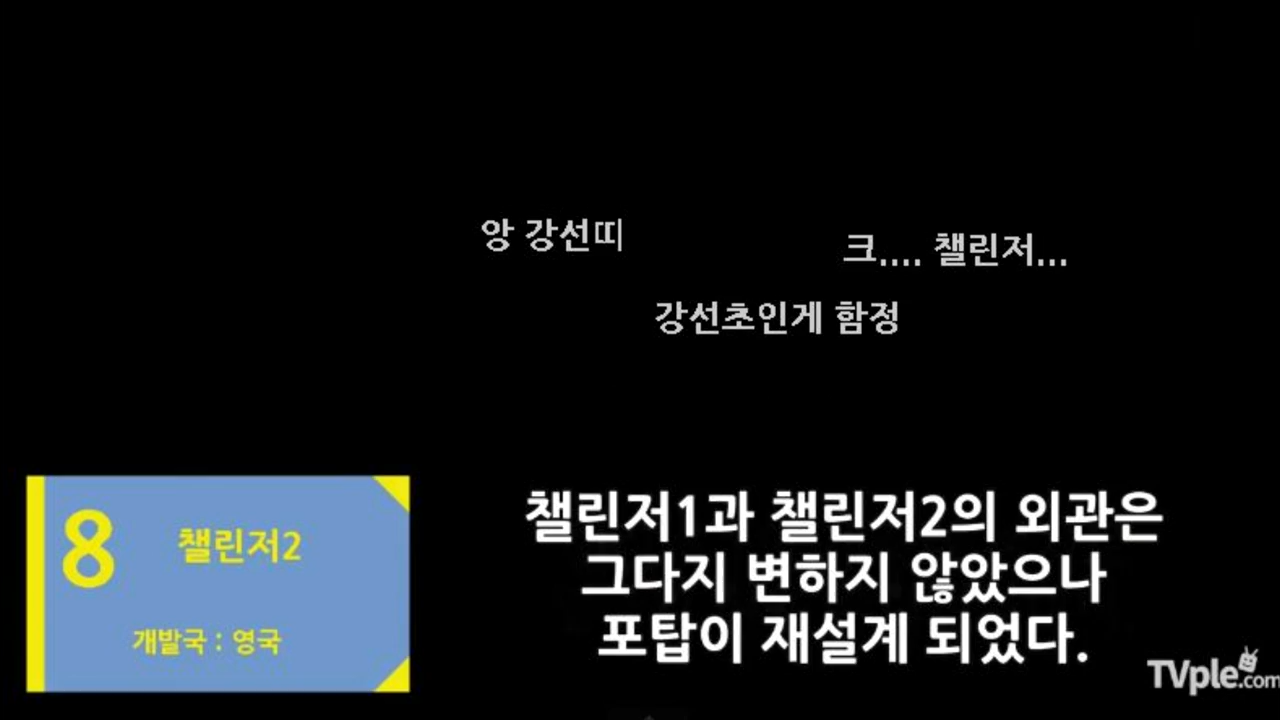 앙 강선띠
크.... 챌린저...
강선초인게 함정
8
챌린저2
개발국 : 영국
챌린저1과 챌린저2의 외관은
그다지 변하지 않았으나
포탑이 재설계 되었다.
TVple.com